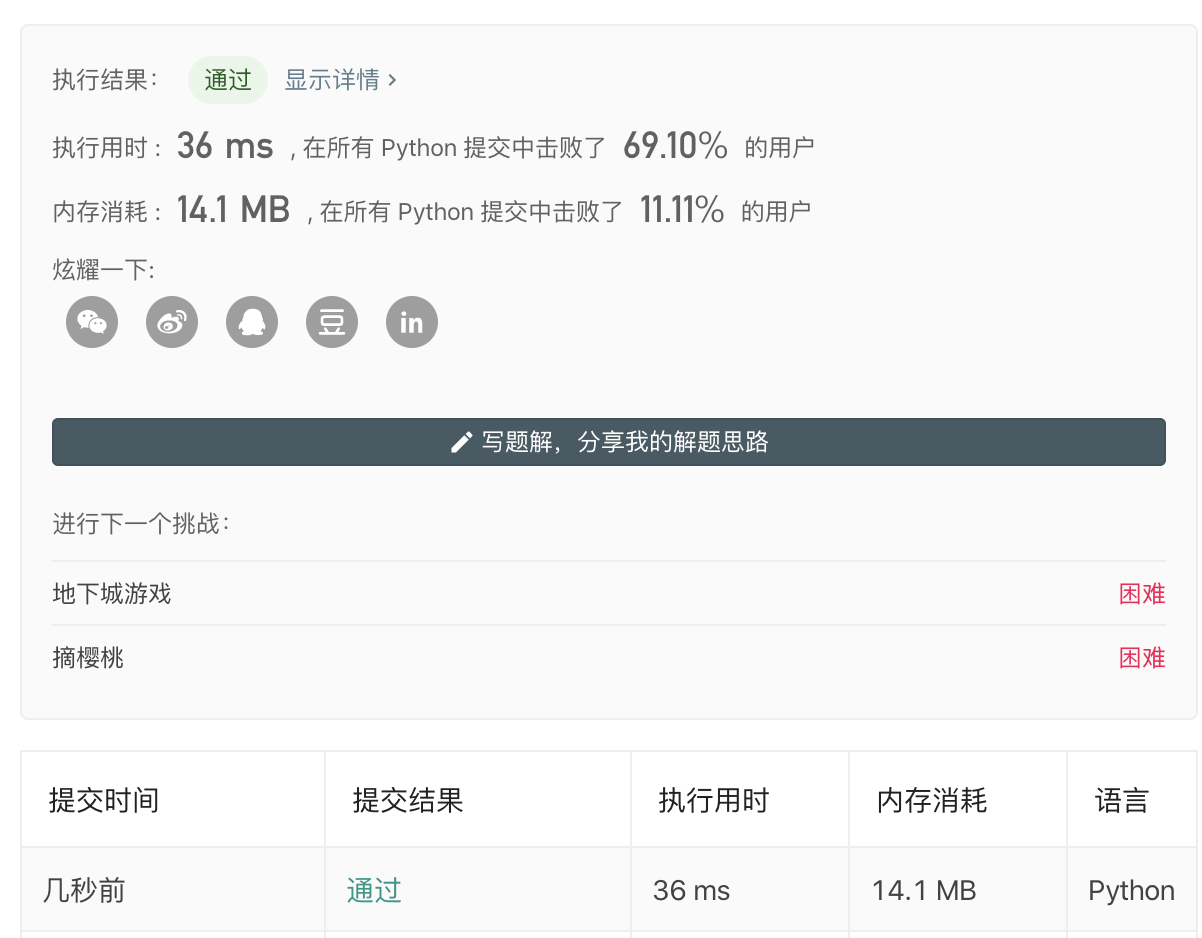 执行结果： 通过 显示详情 ›
执行用时 : 36 ms , 在所有 Python 提交中击败了 69.10% 的用户
内存消耗 : 14.1 MB , 在所有 Python 提交中击败了 11.11% 的用户
炫耀一下:
豆 in
写题解，分享我的解题思路
进行下一个挑战：
地下城游戏 困难
摘樱桃 困难
提交时间 提交结果 执行用时 内存消耗 语言
几秒前 通过 36 ms 14.1 MB Python